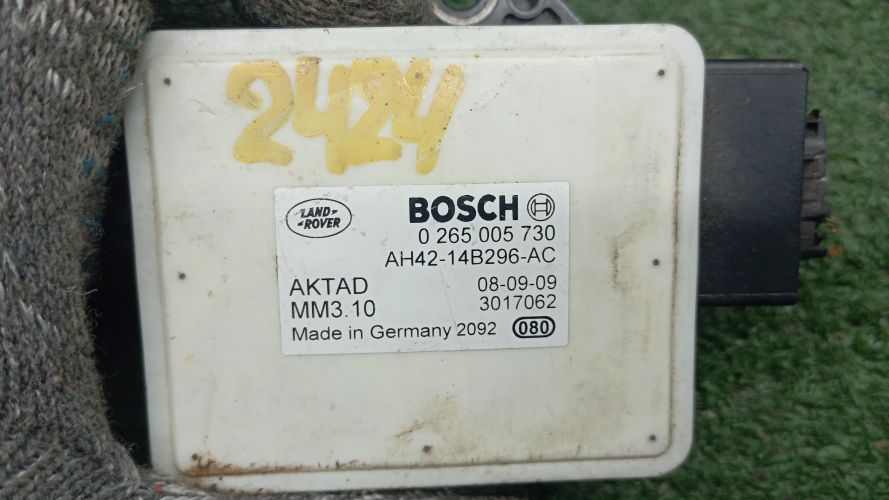 2424
LAND-
-ROVER
BOSCH
0 265 005 730
AH42-14B296-AC
AKTAD 08-09-09
MM3.10 3017062
Made in Germany 2092 080